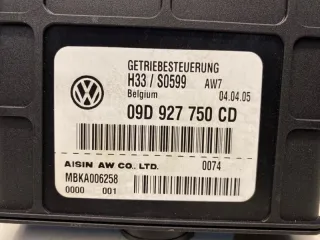 GETRIEBESTEUERUNG
H33 / S0599 AW7
Belgium 04.04.05
09D 927 750 CD
AISIN AW CO., LTD. 0074
MBKA006258
0000 001